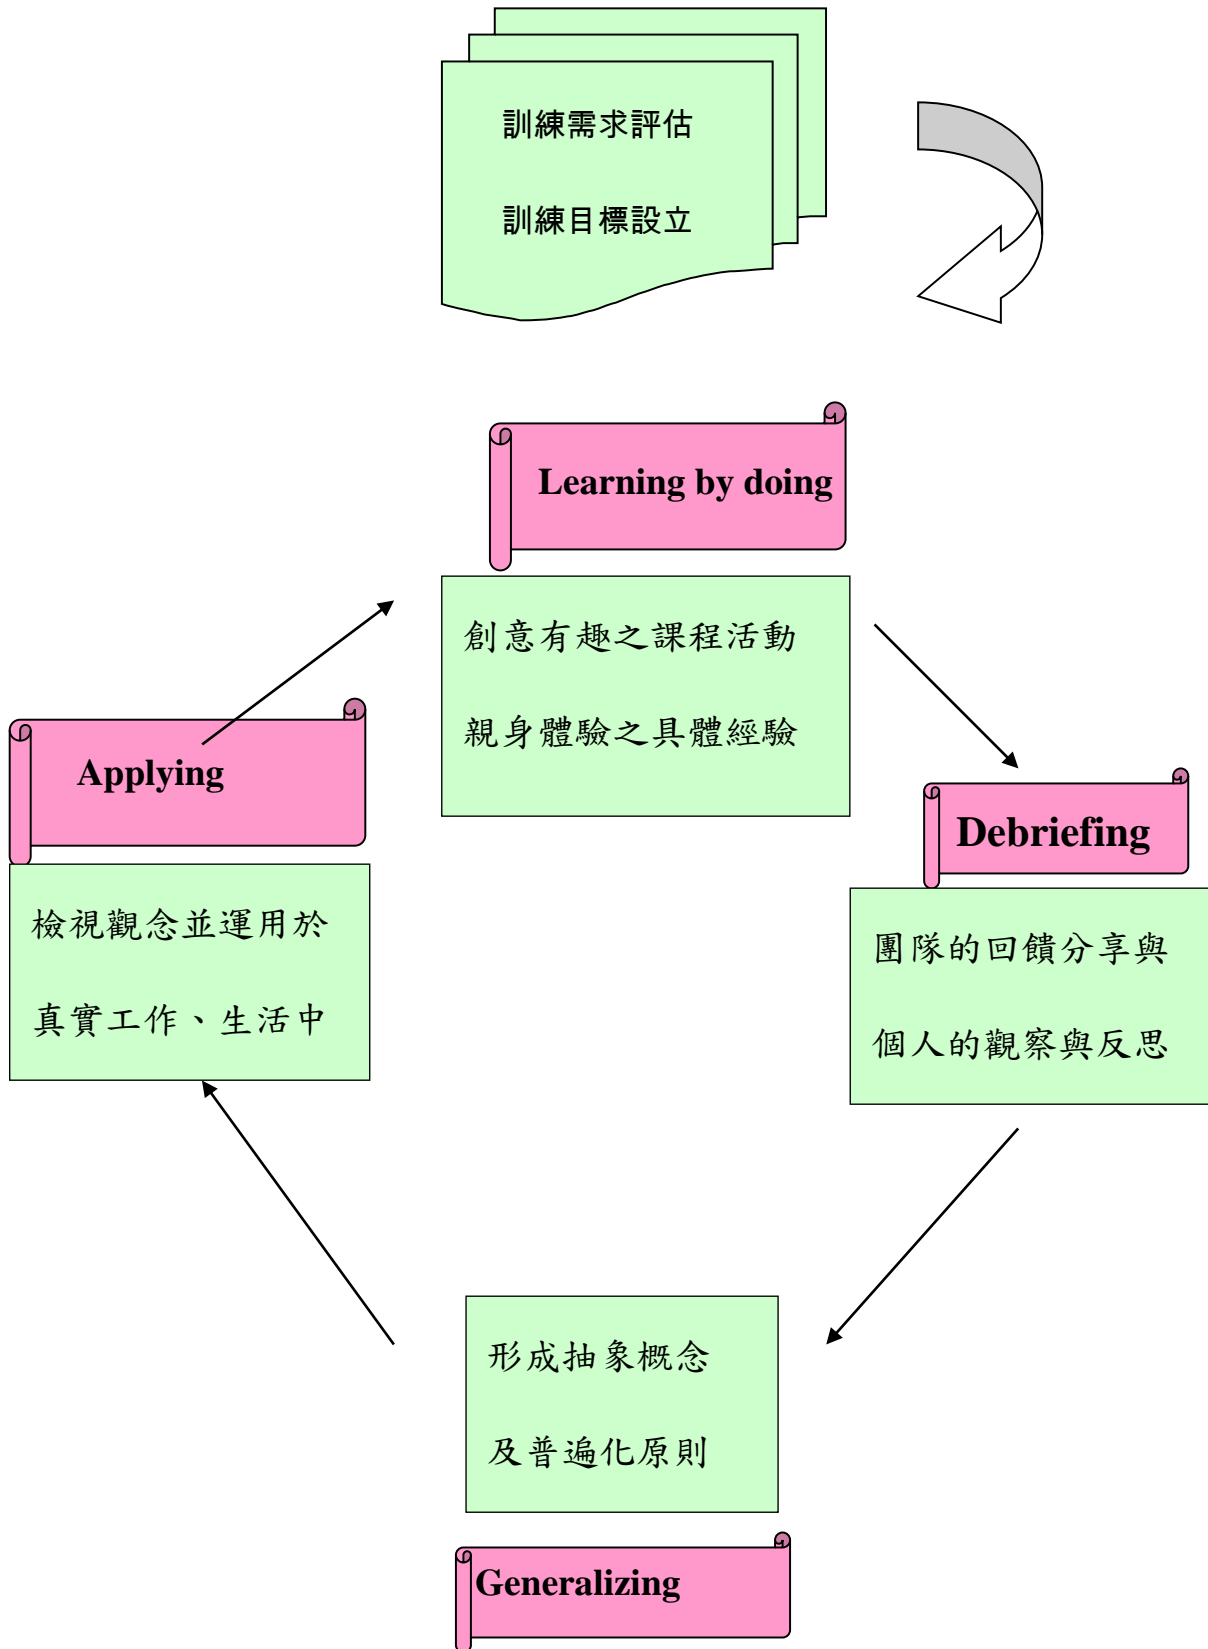 訓練需求評估
訓練目標設立
Learning by doing
創意有趣之課程活動
親身體驗之具體經驗
Applying
檢視觀念並運用於
真實工作、生活中
Debriefing
團隊的回饋分享與
個人的觀察與反思
形成抽象概念
及普遍化原則
Generalizing